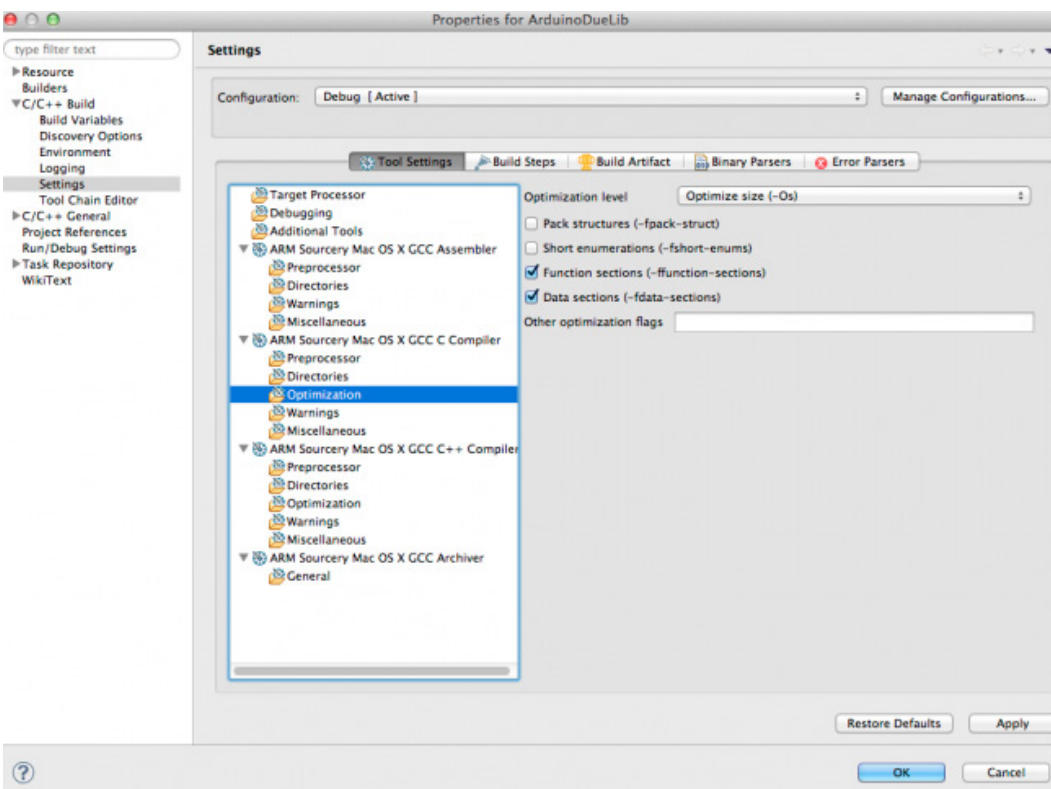 Properties for ArduinoDueLib
type filter text
Resource
Builders
C/C++ Build
Build Variables
Discovery Options
Environment
Logging
Settings
Tool Chain Editor
C/C++ General
Project References
Run/Debug Settings
Task Repository
WikiText
Settings
Configuration: Debug [ Active ] Manage Configurations...
Tool Settings Build Steps Build Artifact Binary Parsers Error Parsers
Target Processor
Debugging
Additional Tools
ARM Sourcery Mac OS X GCC Assembler
Preprocessor
Directories
Warnings
Miscellaneous
ARM Sourcery Mac OS X GCC C Compiler
Preprocessor
Directories
Optimization
Warnings
Miscellaneous
ARM Sourcery Mac OS X GCC C++ Compiler
Preprocessor
Directories
Optimization
Warnings
Miscellaneous
ARM Sourcery Mac OS X GCC Archiver
General
Optimization level Optimize size (-Os)
Pack structures (-fpack-struct)
Short enumerations (-fshort-enums)
Function sections (-ffunction-sections)
Data sections (-fdata-sections)
Other optimization flags
Restore Defaults Apply
? OK Cancel